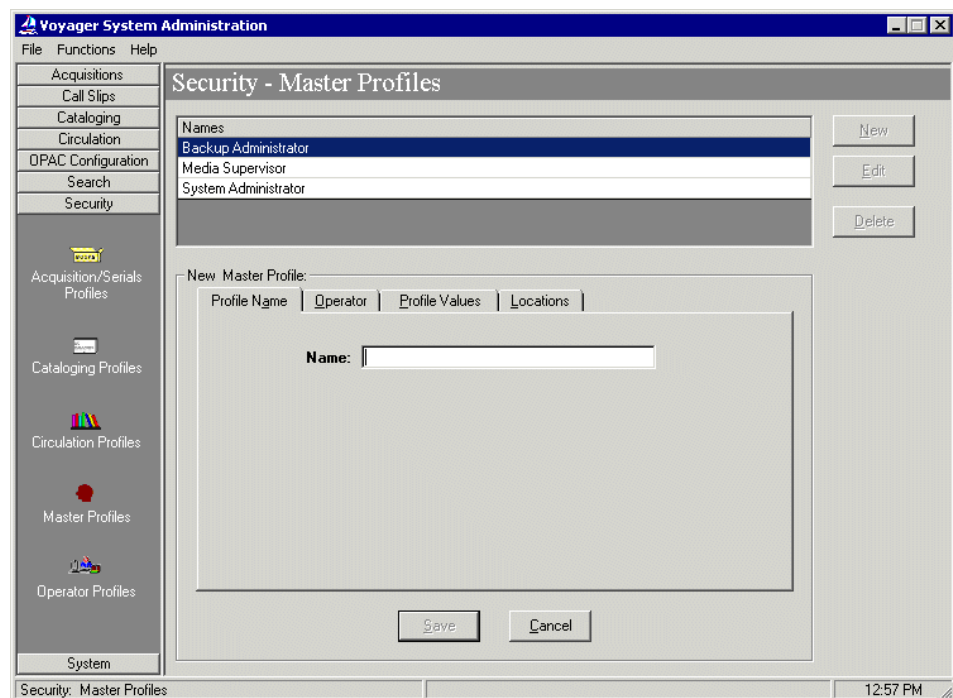 Voyager System Administration
File Functions Help
Acquisitions
Call Slips
Cataloging
Circulation
OPAC Configuration
Search
Security
Acquisition/Serials
Profiles
Cataloging Profiles
Circulation Profiles
Master Profiles
Operator Profiles
System
Security - Master Profiles
Names
Backup Administrator
Media Supervisor
System Administrator
New
Edit
Delete
New Master Profile:
Profile Name Operator Profile Values Locations
Name:
Save Cancel
Security: Master Profiles 12:57 PM